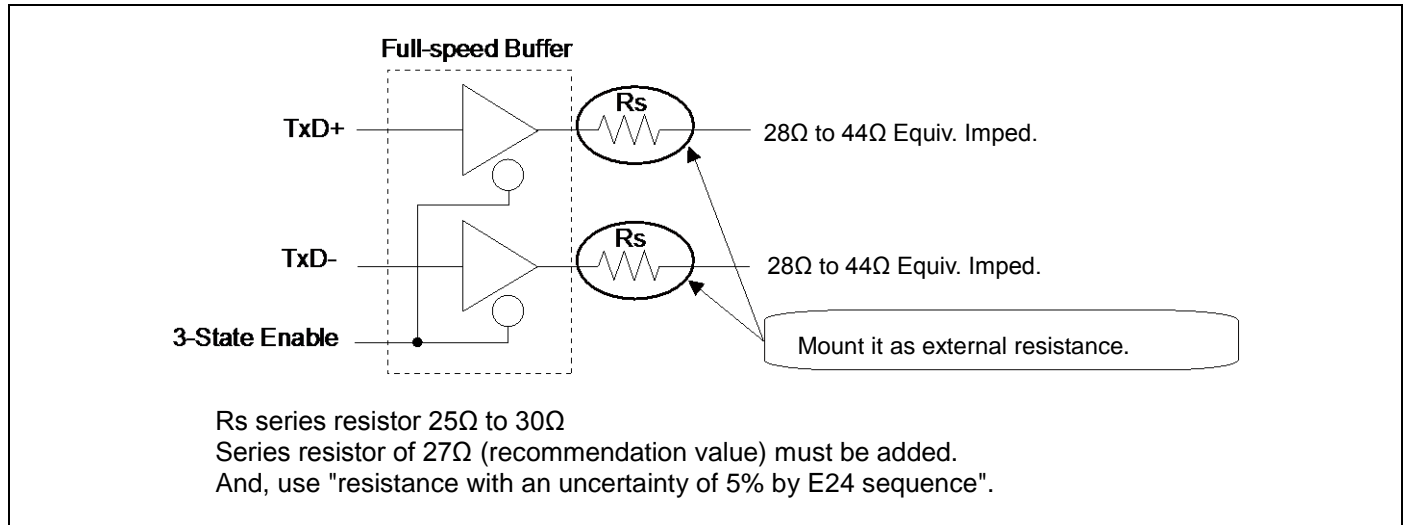 Full-speed Buffer
TxD+
Rs
28Ω to 44Ω Equiv. Imped.
TxD-
Rs
28Ω to 44Ω Equiv. Imped.
3-State Enable
Mount it as external resistance.
Rs series resistor 25Ω to 30Ω
Series resistor of 27Ω (recommendation value) must be added.
And, use "resistance with an uncertainty of 5% by E24 sequence".